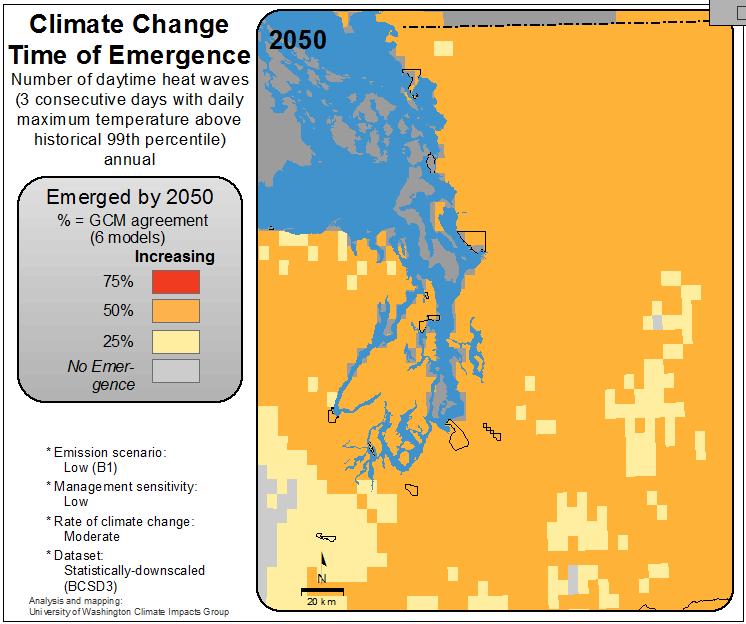 Climate Change
Time of Emergence
Number of daytime heat waves
(3 consecutive days with daily
maximum temperature above
historical 99th percentile)
annual
Emerged by 2050
% = GCM agreement
(6 models)
Increasing
75%
50%
25%
No Emer-
gence
* Emission scenario:
Low (B1)
* Management sensitivity:
Low
* Rate of climate change:
Moderate
* Dataset:
Statistically-downscaled
(BCSD3)
Analysis and mapping:
University of Washington Climate Impacts Group
2050
N
20 km